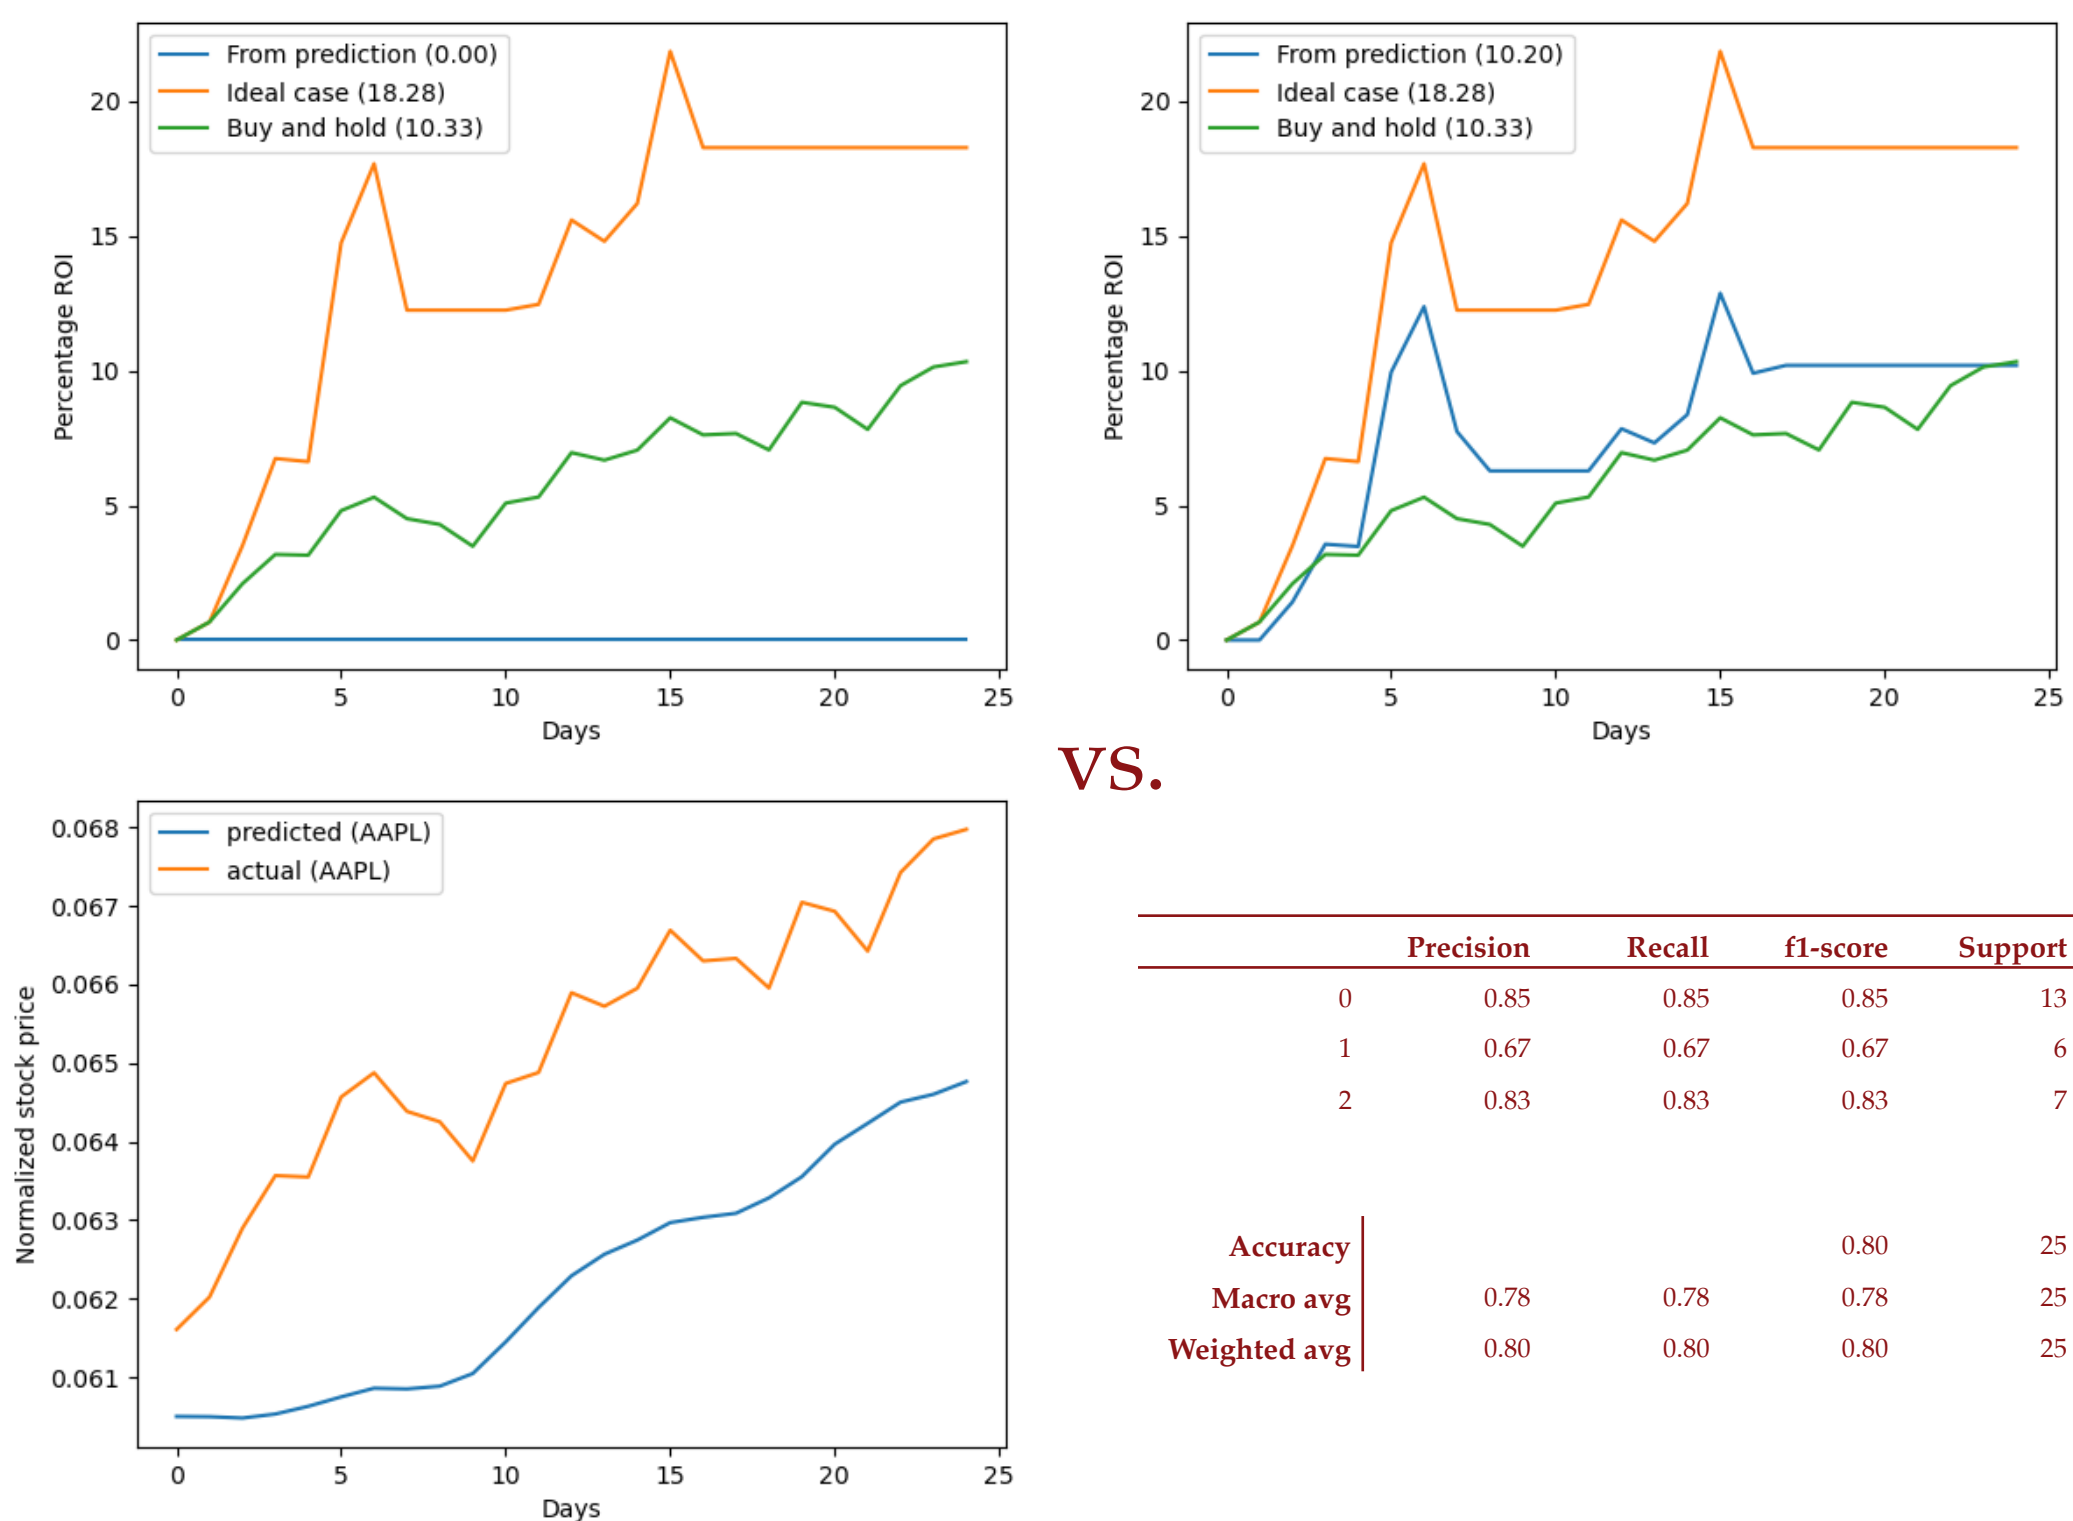 From prediction (0.00)
Ideal case (18.28)
Buy and hold (10.33)
20
15
10
5
0
Percentage ROI
0 5 10 15 20 25
Days
From prediction (10.20)
Ideal case (18.28)
Buy and hold (10.33)
20
15
10
5
0
Percentage ROI
0 5 10 15 20 25
Days
vs.
predicted (AAPL)
actual (AAPL)
0.068
0.067
0.066
0.065
0.064
0.063
0.062
0.061
Normalized stock price
0 5 10 15 20 25
Days
Precision Recall f1-score Support
0 0.85 0.85 0.85 13
1 0.67 0.67 0.67 6
2 0.83 0.83 0.83 7
Accuracy 0.80 25
Macro avg 0.78 0.78 0.78 25
Weighted avg 0.80 0.80 0.80 25